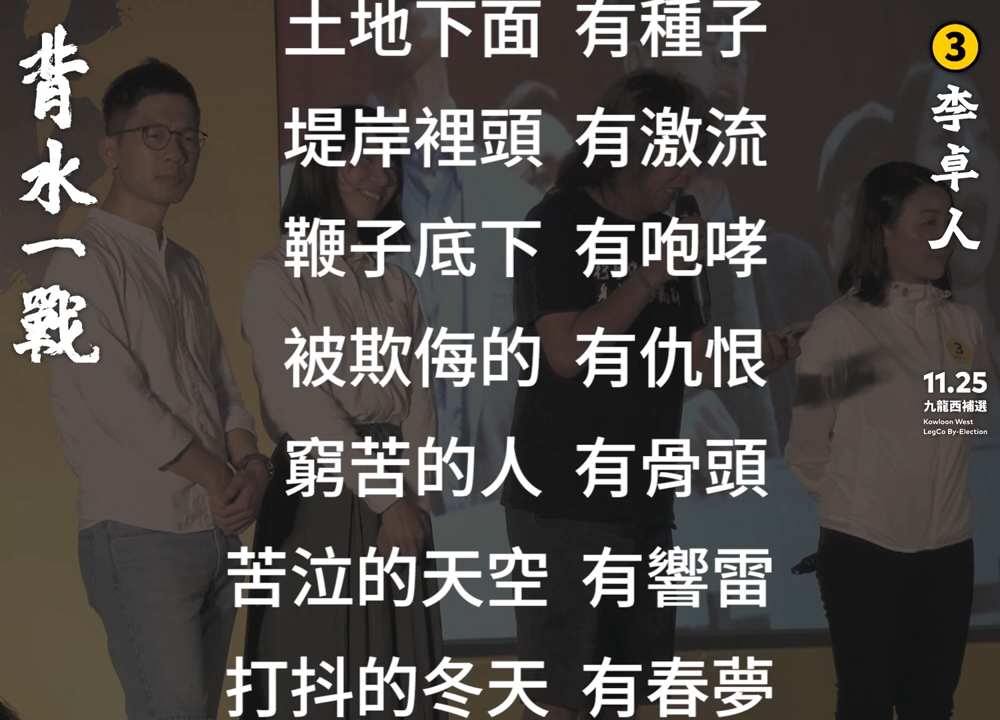 背水一戰
土地下面 有種子
堤岸裡頭 有激流
鞭子底下 有咆哮
被欺侮的 有仇恨
窮苦的人 有骨頭
苦泣的天空 有響雷
打抖的冬天 有春夢
3
李卓人
3
11.25
九龍西補選
Kowloon West
LegCo By-Election